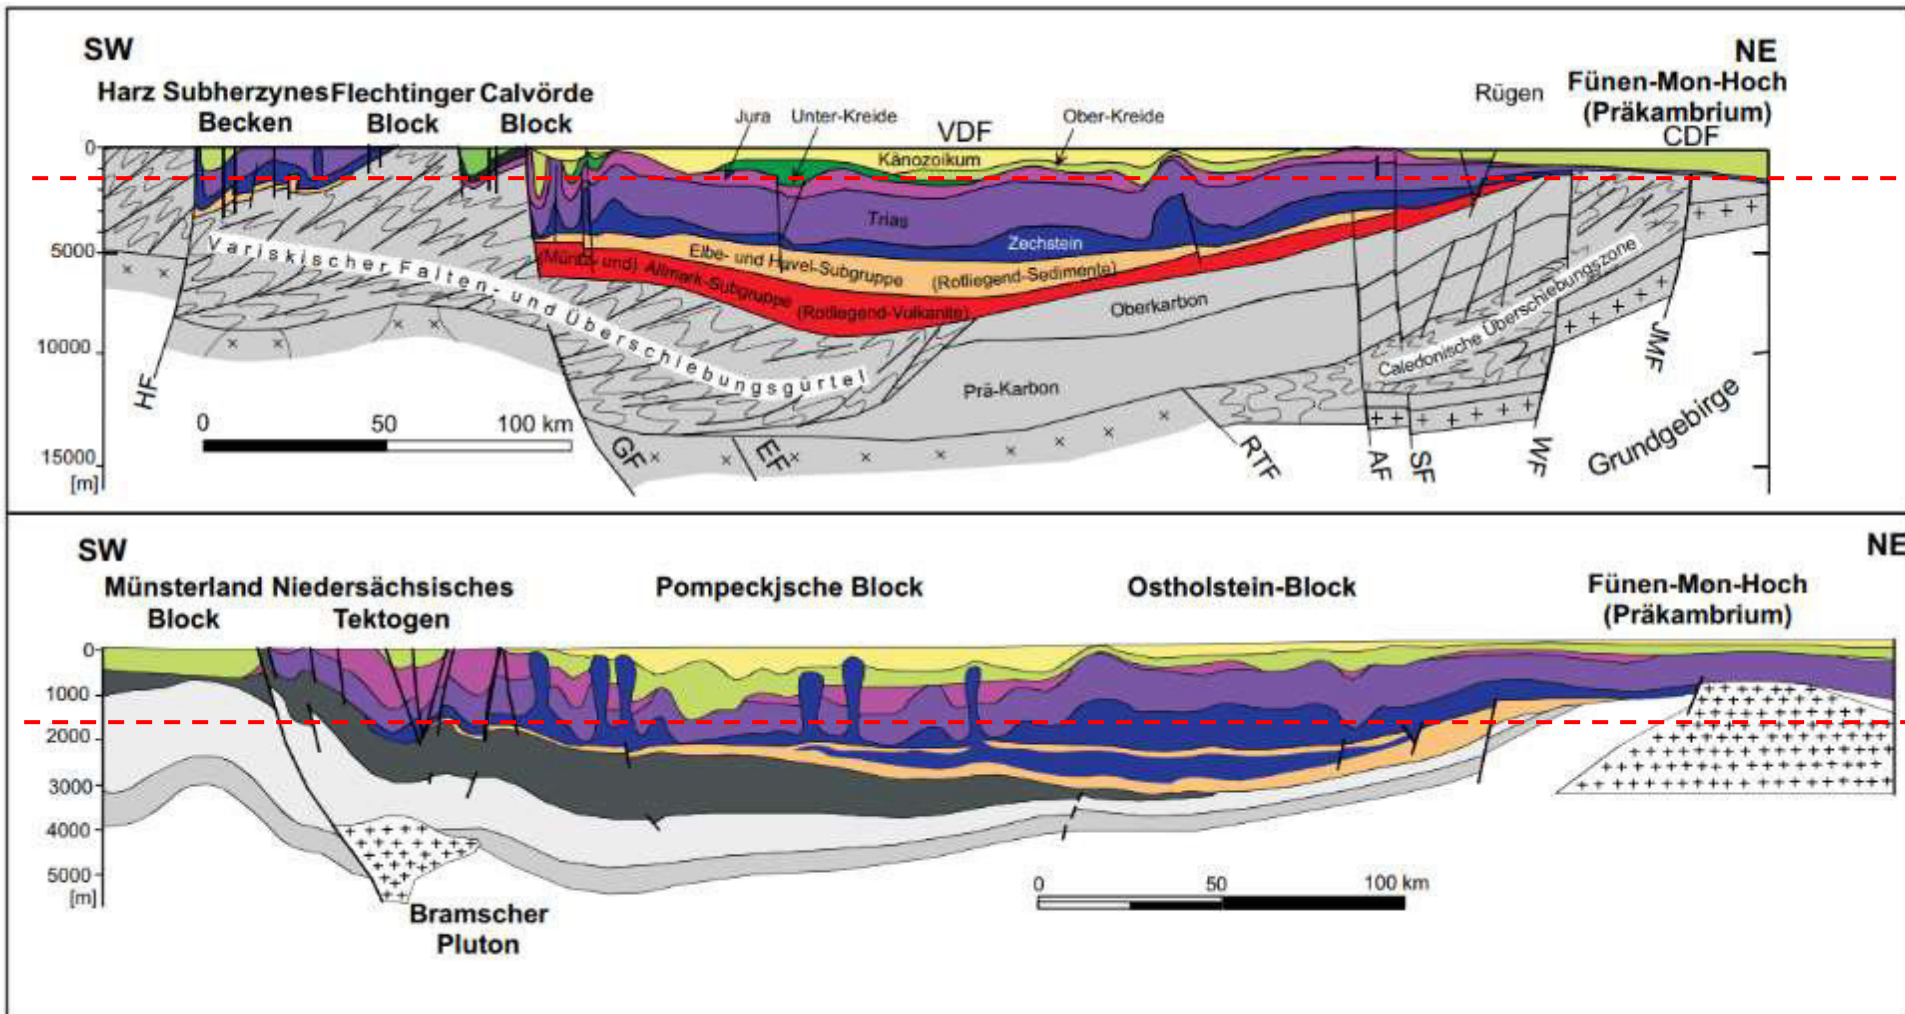 SW
NE
Harz Subherzynes Flechtinger Calvörde
Becken Block Block
Rügen
Fünen-Mon-Hoch
(Präkambrium)
Jura
Unter-Kreide
VDF
Ober-Kreide
CDF
Känozoikum
0
Trias
Zechstein
5000
Variskischer Falten- und Überschiebungsgürtel
Elbe- und Havel-Subgruppe (Rotliegend-Sedimente)
(Müritz- und) Altmark-Subgruppe (Rotliegend-Vulkanite)
Oberkarbon
Caledonische Überschiebungszone
10000
Prä-Karbon
HF
JMF
0 50 100 km
Grundgebirge
15000
[m]
GF
EF
RTF
AF
SF
WF
SW
NE
Münsterland Niedersächsisches
Block Tektogen
Pompeckjsche Block
Ostholstein-Block
Fünen-Mon-Hoch
(Präkambrium)
0
1000
2000
3000
4000
5000
[m]
0 50 100 km
Bramscher
Pluton